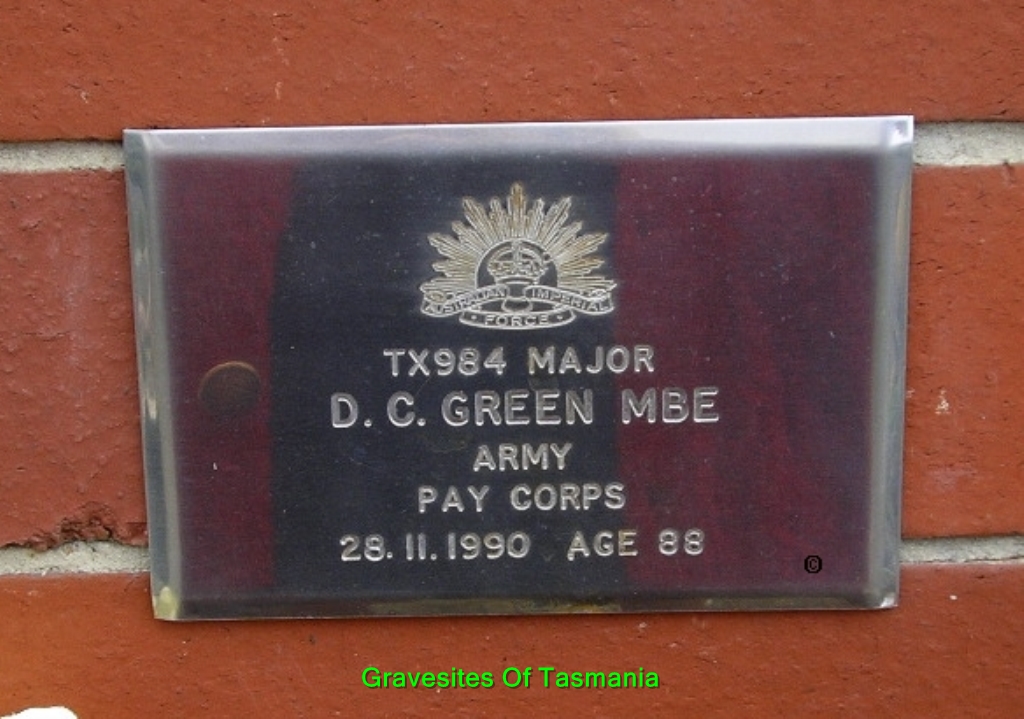 AUSTRALIAN IMPERIAL
FORCE
TX984 MAJOR
D. C. GREEN MBE
ARMY
PAY CORPS
28.11.1990 AGE 88
©
Gravesites Of Tasmania